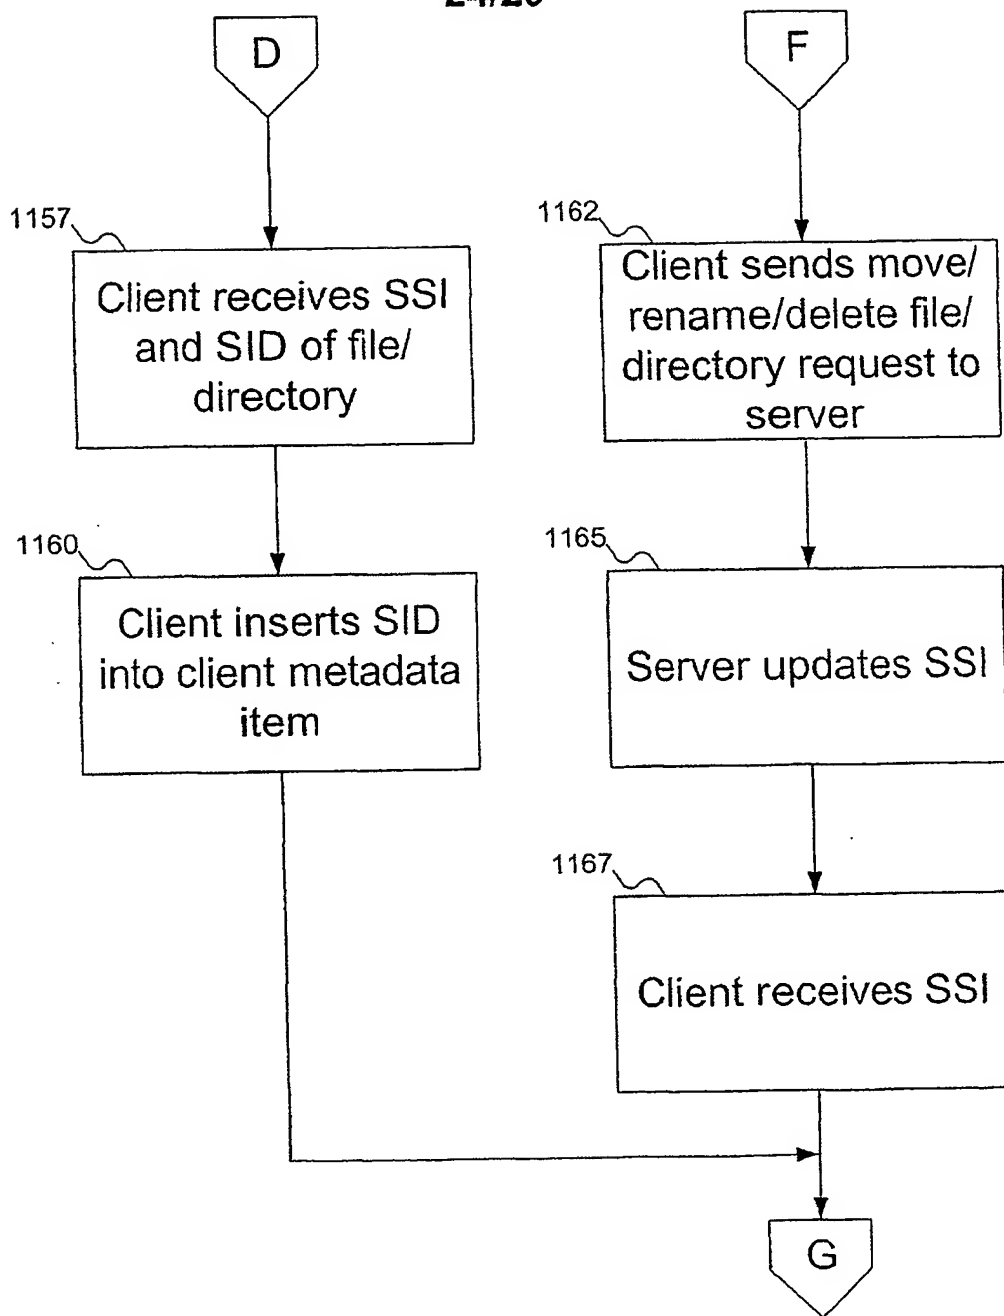 D
F
1157
Client receives SSI
and SID of file/
directory
1162
Client sends move/
rename/delete file/
directory request to
server
1160
Client inserts SID
into client metadata
item
1165
Server updates SSI
1167
Client receives SSI
G